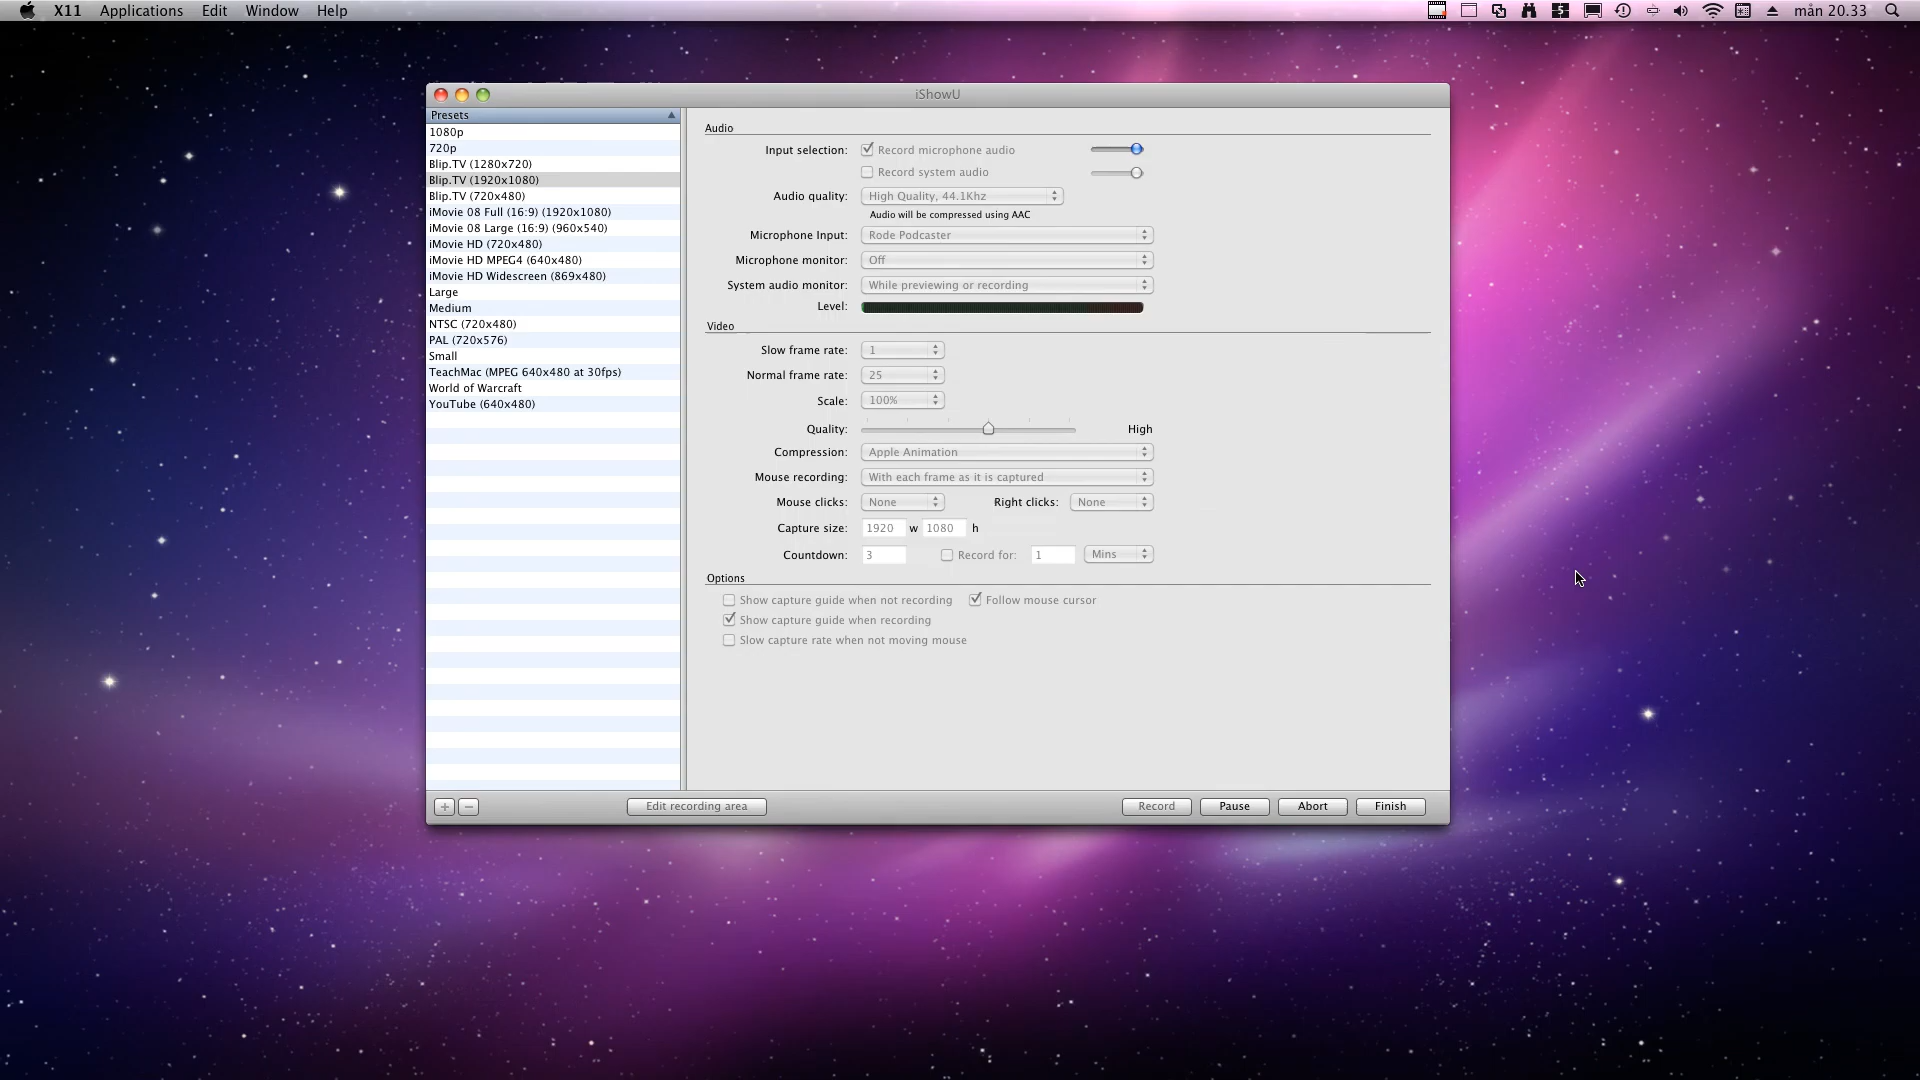 X11 Applications Edit Window Help mån 20.33
iShowU
Presets
1080p
720p
Blip.TV (1280x720)
Blip.TV (1920x1080)
Blip.TV (720x480)
iMovie 08 Full (16:9) (1920x1080)
iMovie 08 Large (16:9) (960x540)
iMovie HD (720x480)
iMovie HD MPEG4 (640x480)
iMovie HD Widescreen (869x480)
Large
Medium
NTSC (720x480)
PAL (720x576)
Small
TeachMac (MPEG 640x480 at 30fps)
World of Warcraft
YouTube (640x480)
Audio
Input selection: Record microphone audio
Record system audio
Audio quality: High Quality, 44.1Khz
Audio will be compressed using AAC
Microphone Input: Rode Podcaster
Microphone monitor: Off
System audio monitor: While previewing or recording
Level:
Video
Slow frame rate: 1
Normal frame rate: 25
Scale: 100%
Quality: High
Compression: Apple Animation
Mouse recording: With each frame as it is captured
Mouse clicks: None Right clicks: None
Capture size: 1920 w 1080 h
Countdown: 3 Record for: 1 Mins
Options
Show capture guide when not recording Follow mouse cursor
Show capture guide when recording
Slow capture rate when not moving mouse
+ − Edit recording area Record Pause Abort Finish